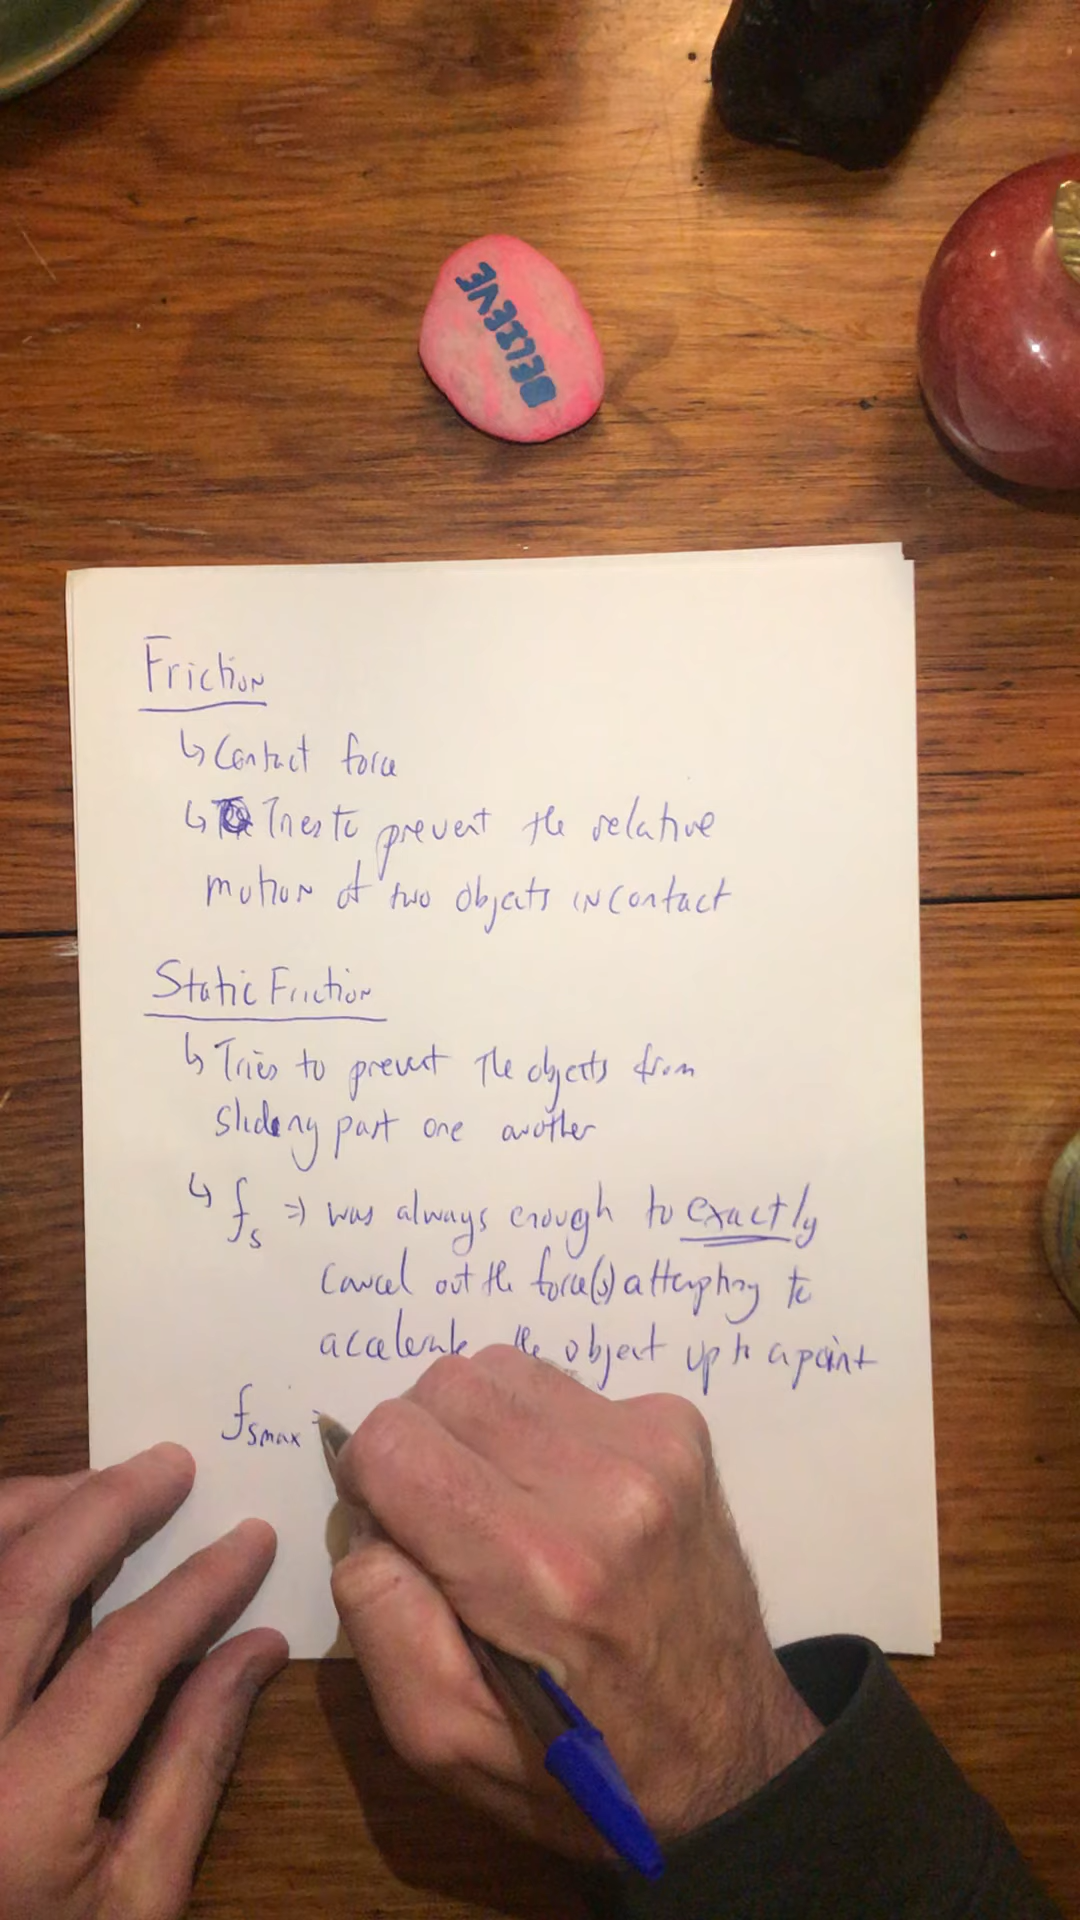 BELIEVE
Friction
↳ Contact force
↳ Tries to prevent the relative
motion of two objects in contact
Static Friction
↳ Tries to prevent the objects from
sliding past one another
↳ fs ⇒ was always enough to exactly
cancel out the force(s) attempting to
accelerate the object up to a point
fsmax =